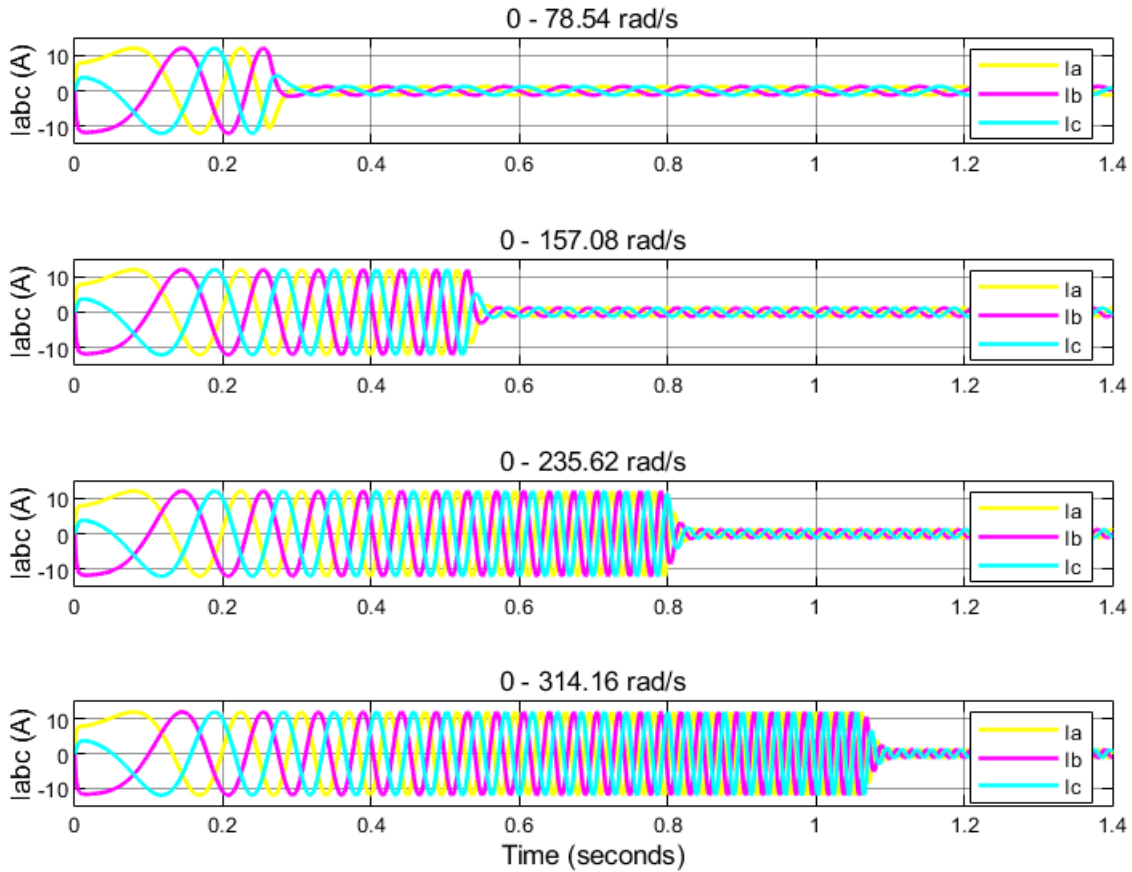 0 - 78.54 rad/s
Iabc (A)
10
0
-10
Ia
Ib
Ic
0 0.2 0.4 0.6 0.8 1 1.2 1.4
0 - 157.08 rad/s
Iabc (A)
10
0
-10
Ia
Ib
Ic
0 0.2 0.4 0.6 0.8 1 1.2 1.4
0 - 235.62 rad/s
Iabc (A)
10
0
-10
Ia
Ib
Ic
0 0.2 0.4 0.6 0.8 1 1.2 1.4
0 - 314.16 rad/s
Iabc (A)
10
0
-10
Ia
Ib
Ic
0 0.2 0.4 0.6 0.8 1 1.2 1.4
Time (seconds)